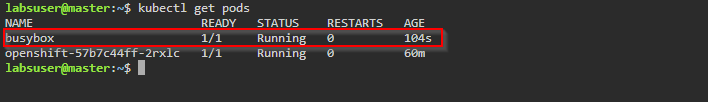 labsuser@master:~$ kubectl get pods
NAME READY STATUS RESTARTS AGE
busybox 1/1 Running 0 104s
openshift-57b7c44ff-2rxlc 1/1 Running 0 60m
labsuser@master:~$